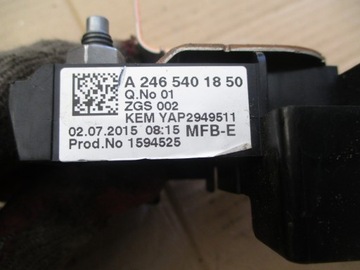 A 246 540 18 50
Q.No 01
ZGS 002
KEM YAP2949511
02.07.2015 08:15 MFB-E
Prod.No 1594525